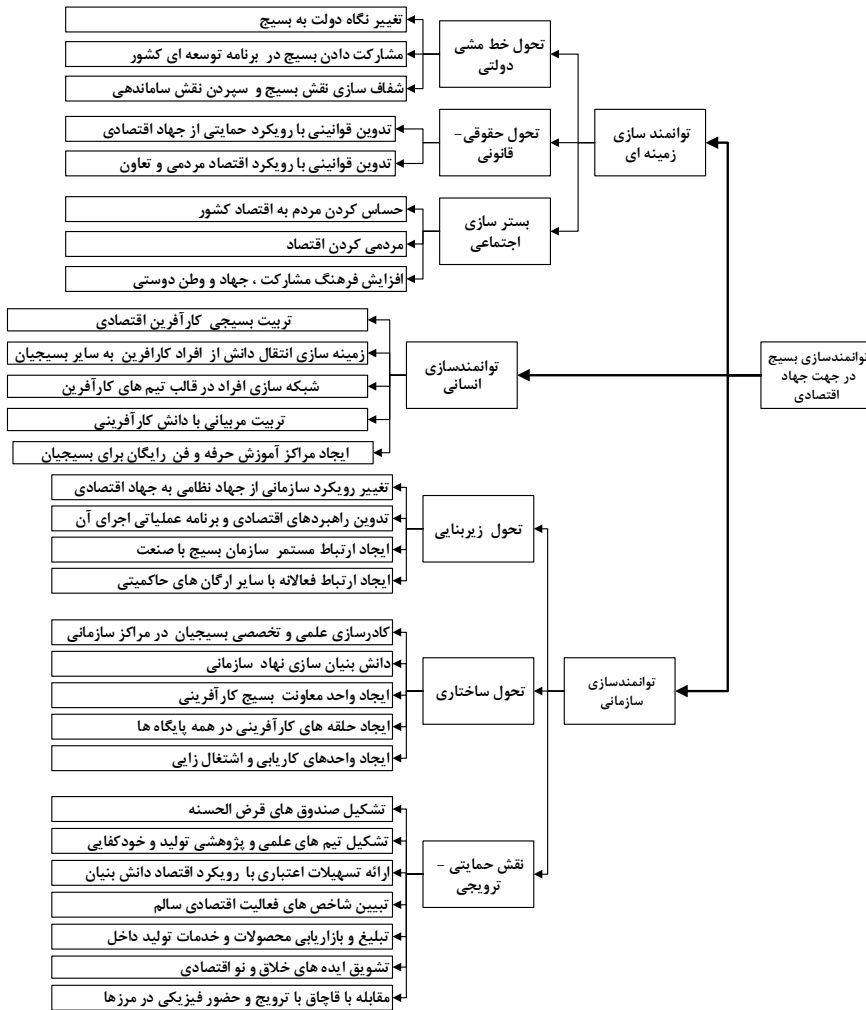 توانمندسازی بسیج
در جهت جهاد
اقتصادی
توانمند سازی
زمینه ای
تحول خط مشی
دولتی
تغییر نگاه دولت به بسیج
مشارکت دادن بسیج در برنامه توسعه ای کشور
شفاف سازی نقش بسیج و سپردن نقش ساماندهی
تحول حقوقی–
قانونی
تدوین قوانینی با رویکرد حمایتی از جهاد اقتصادی
تدوین قوانینی با رویکرد اقتصاد مردمی و تعاون
بستر سازی
اجتماعی
حساس کردن مردم به اقتصاد کشور
مردمی کردن اقتصاد
افزایش فرهنگ مشارکت ، جهاد و وطن دوستی
توانمندسازی
انسانی
تربیت بسیجی کارآفرین اقتصادی
زمینه سازی انتقال دانش از افراد کارافرین به سایر بسیجیان
شبکه سازی افراد در قالب تیم های کارآفرین
تربیت مربیانی با دانش کارآفرینی
ایجاد مراکز آموزش حرفه و فن رایگان برای بسیجیان
توانمندسازی
سازمانی
تحول زیربنایی
تغییر رویکرد سازمانی از جهاد نظامی به جهاد اقتصادی
تدوین راهبردهای اقتصادی و برنامه عملیاتی اجرای آن
ایجاد ارتباط مستمر سازمان بسیج با صنعت
ایجاد ارتباط فعالانه با سایر ارگان های حاکمیتی
تحول ساختاری
کادرسازی علمی و تخصصی بسیجیان در مراکز سازمانی
دانش بنیان سازی نهاد سازمانی
ایجاد واحد معاونت بسیج کارآفرینی
ایجاد حلقه های کارآفرینی در همه پایگاه ها
ایجاد واحدهای کاریابی و اشتغال زایی
نقش حمایتی –
ترویجی
تشکیل صندوق های قرض الحسنه
تشکیل تیم های علمی و پژوهشی تولید و خودکفایی
ارائه تسهیلات اعتباری با رویکرد اقتصاد دانش بنیان
تبیین شاخص های فعالیت اقتصادی سالم
تبلیغ و بازاریابی محصولات و خدمات تولید داخل
تشویق ایده های خلاق و نو اقتصادی
مقابله با قاچاق با ترویج و حضور فیزیکی در مرزها